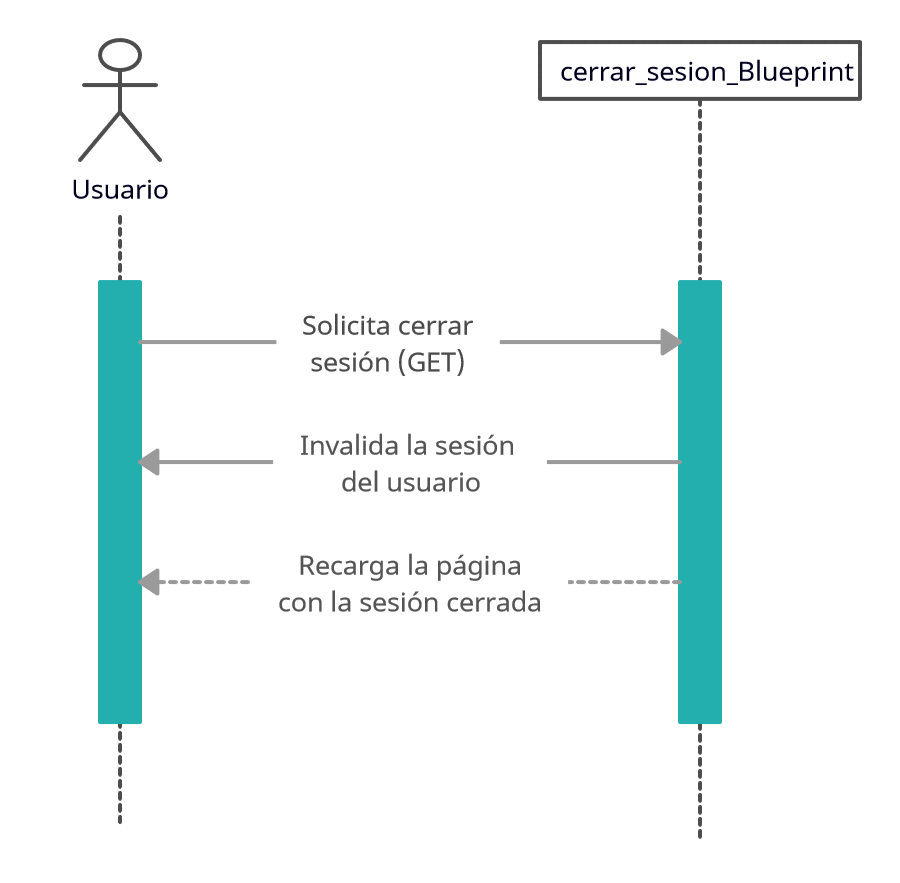 cerrar_sesion_Blueprint
Usuario
Solicita cerrar
sesión (GET)
Invalida la sesión
del usuario
Recarga la página
con la sesión cerrada